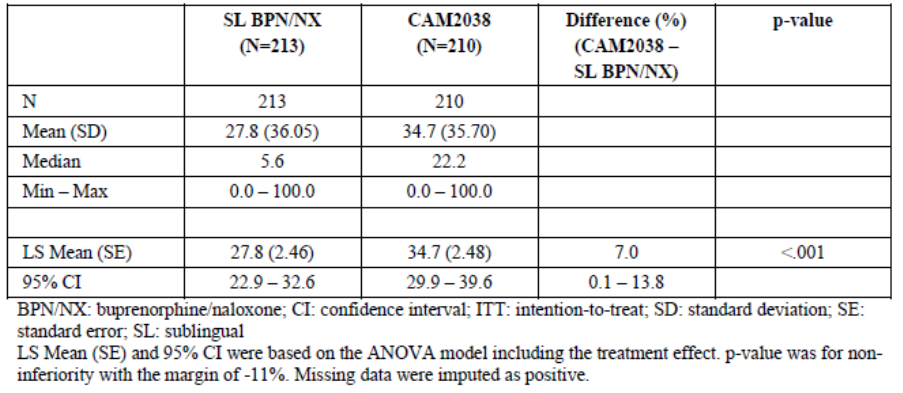 SL BPN/NX (N=213) CAM2038 (N=210) Difference (%) (CAM2038 – SL BPN/NX) p-value
N 213 210
Mean (SD) 27.8 (36.05) 34.7 (35.70)
Median 5.6 22.2
Min – Max 0.0 – 100.0 0.0 – 100.0
LS Mean (SE) 27.8 (2.46) 34.7 (2.48) 7.0 <.001
95% CI 22.9 – 32.6 29.9 – 39.6 0.1 – 13.8
BPN/NX: buprenorphine/naloxone; CI: confidence interval; ITT: intention-to-treat; SD: standard deviation; SE:
standard error; SL: sublingual
LS Mean (SE) and 95% CI were based on the ANOVA model including the treatment effect. p-value was for non-
inferiority with the margin of -11%. Missing data were imputed as positive.